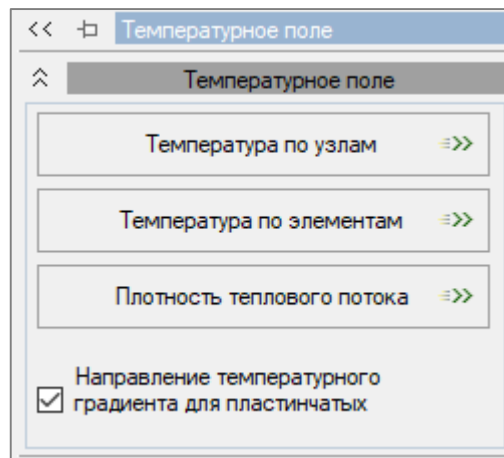 Температурное поле
Температурное поле
Температура по узлам
Температура по элементам
Плотность теплового потока
Направление температурного
градиента для пластинчатых